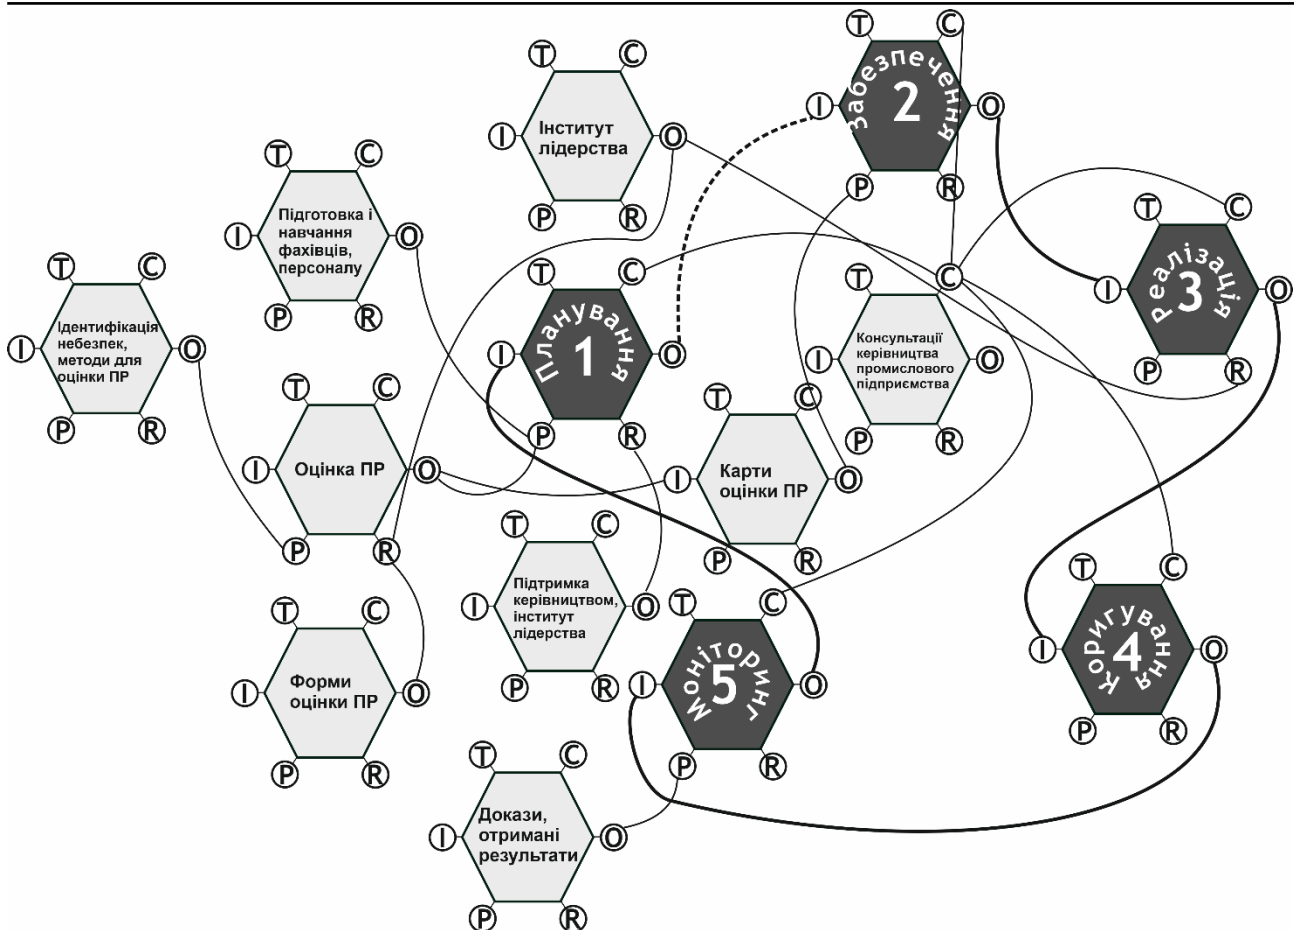 T
C
I
O
P
R
Забезпечення
2
T
C
I
O
P
R
Інститут
лідерства
T
C
I
O
P
R
Підготовка і
навчання
фахівців,
персоналу
T
C
I
O
P
R
Реалізація
3
T
C
I
O
P
R
Ідентифікація
небезпек,
методи для
оцінки ПР
T
C
I
O
P
R
Планування
1
T
C
I
O
P
R
Консультації
керівництва
промислового
підприємства
T
C
I
O
P
R
Оцінка ПР
T
C
I
O
P
R
Карти
оцінки ПР
T
C
I
O
P
R
Підтримка
керівництвом,
інститут
лідерства
T
C
I
O
P
R
Коригування
4
T
C
I
O
P
R
Форми
оцінки ПР
T
C
I
O
P
R
Моніторинг
5
T
C
I
O
P
R
Докази,
отримані
результати
T
C
I
O
P
R